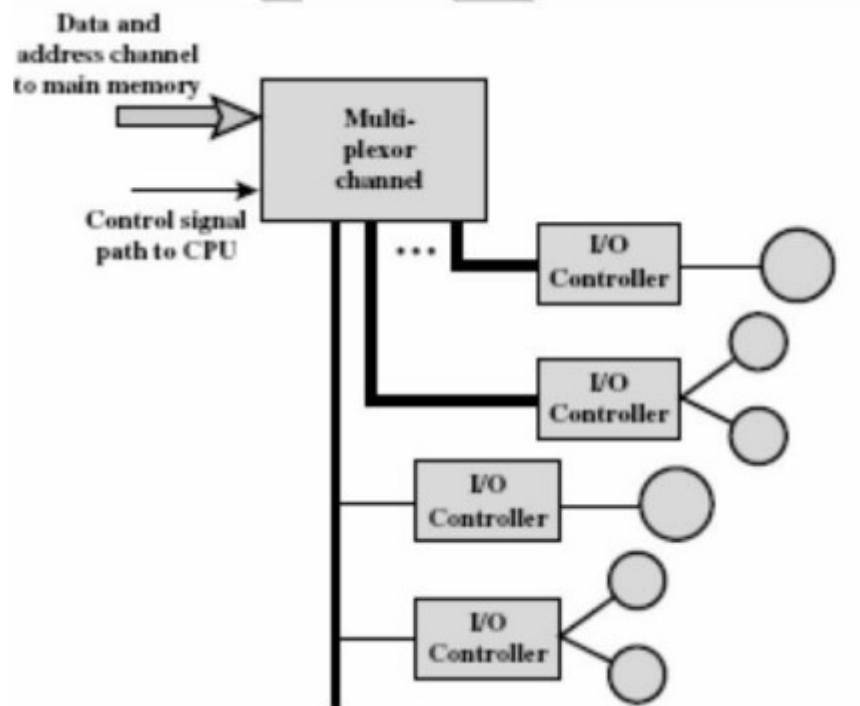 Data and
address channel
to main memory
Multi-
plexor
channel
Control signal
path to CPU
...
I/O
Controller
I/O
Controller
I/O
Controller
I/O
Controller